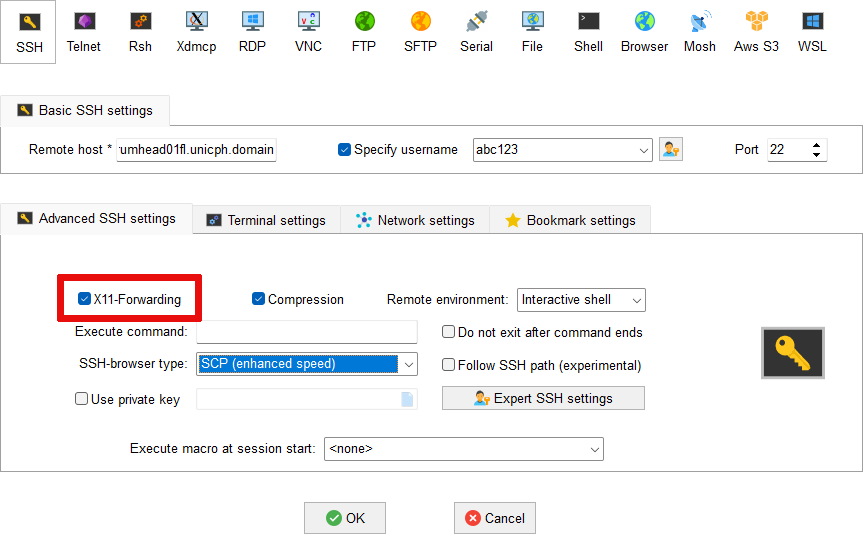 SSH Telnet Rsh Xdmcp RDP VNC FTP SFTP Serial File Shell Browser Mosh Aws S3 WSL
Basic SSH settings
Remote host * rumhead01fl.unicph.domain Specify username abc123 Port 22
Advanced SSH settings Terminal settings Network settings Bookmark settings
X11-Forwarding Compression Remote environment: Interactive shell
Execute command: Do not exit after command ends
SSH-browser type: SCP (enhanced speed) Follow SSH path (experimental)
Use private key Expert SSH settings
Execute macro at session start: <none>
OK Cancel